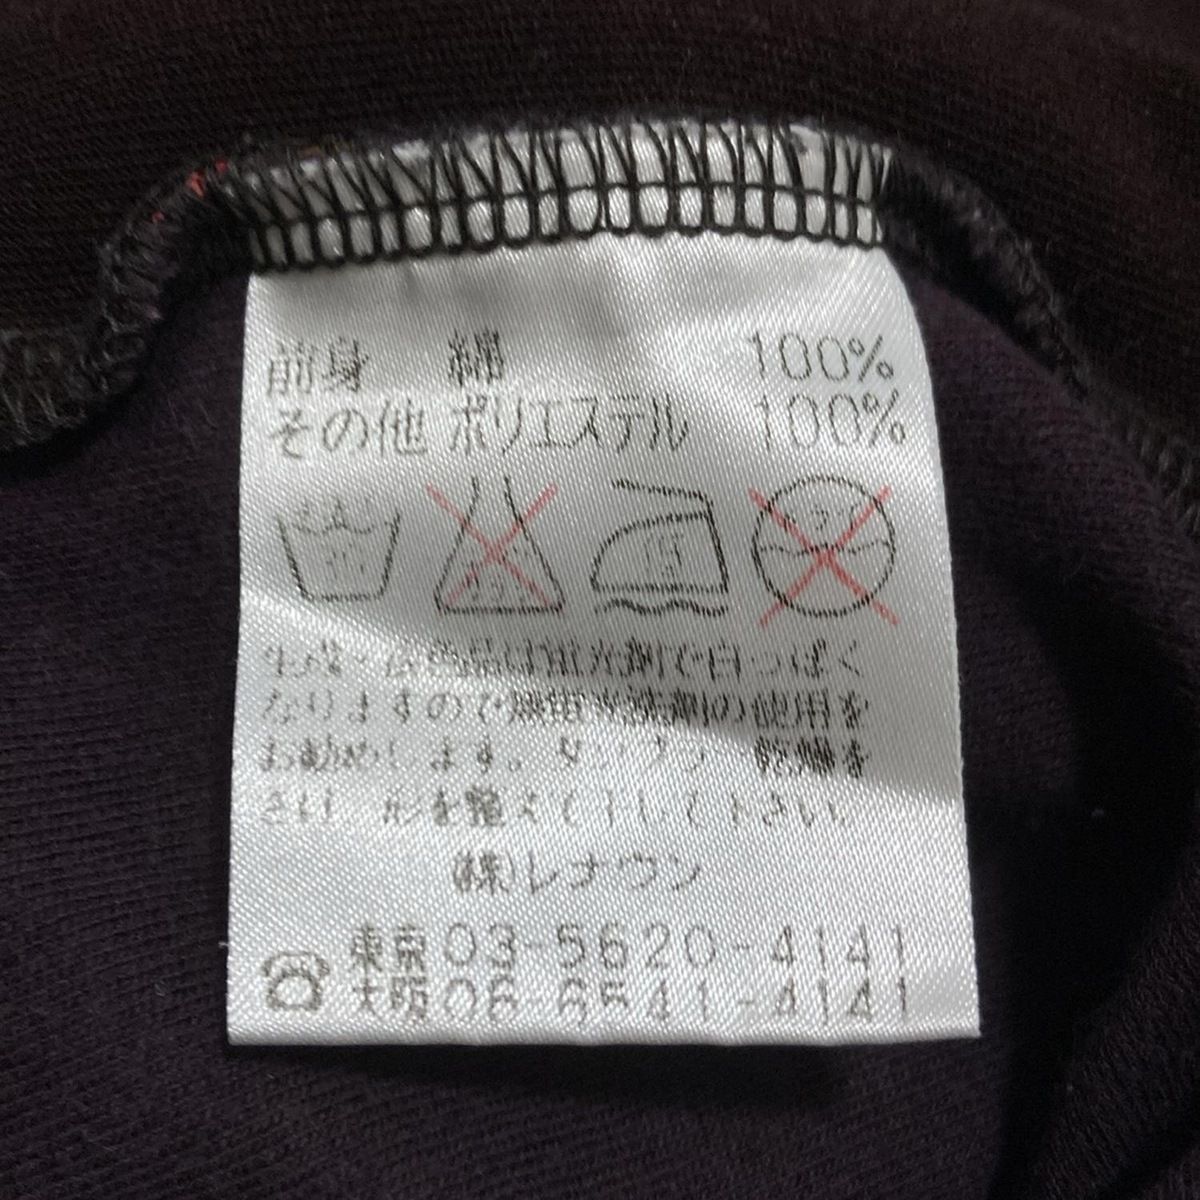 前身 綿 100%
その他 ポリエステル 100%
中
生成・淡色品は蛍光剤で白っぽく
なりますので無蛍光洗剤の使用を
お勧めします。タンブラー乾燥を
さけ、形を整えて干して下さい。
(株)レナウン
☎ 東京 03-5620-4141
大阪 06-6541-4141